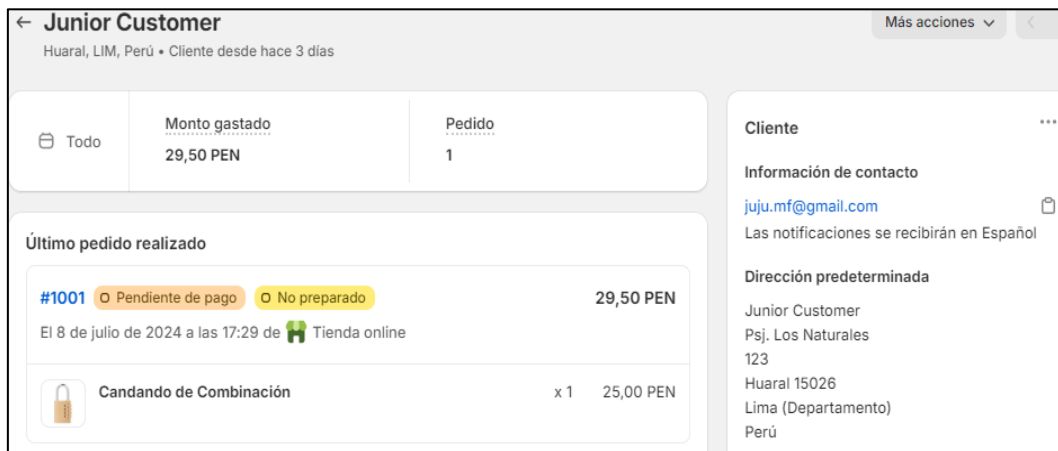 ← Junior Customer
Más acciones
Huaral, LIM, Perú • Cliente desde hace 3 días
Todo
Monto gastado
29,50 PEN
Pedido
1
Último pedido realizado
#1001 Pendiente de pago No preparado 29,50 PEN
El 8 de julio de 2024 a las 17:29 de Tienda online
Candando de Combinación x 1 25,00 PEN
Cliente
Información de contacto
juju.mf@gmail.com
Las notificaciones se recibirán en Español
Dirección predeterminada
Junior Customer
Psj. Los Naturales
123
Huaral 15026
Lima (Departamento)
Perú